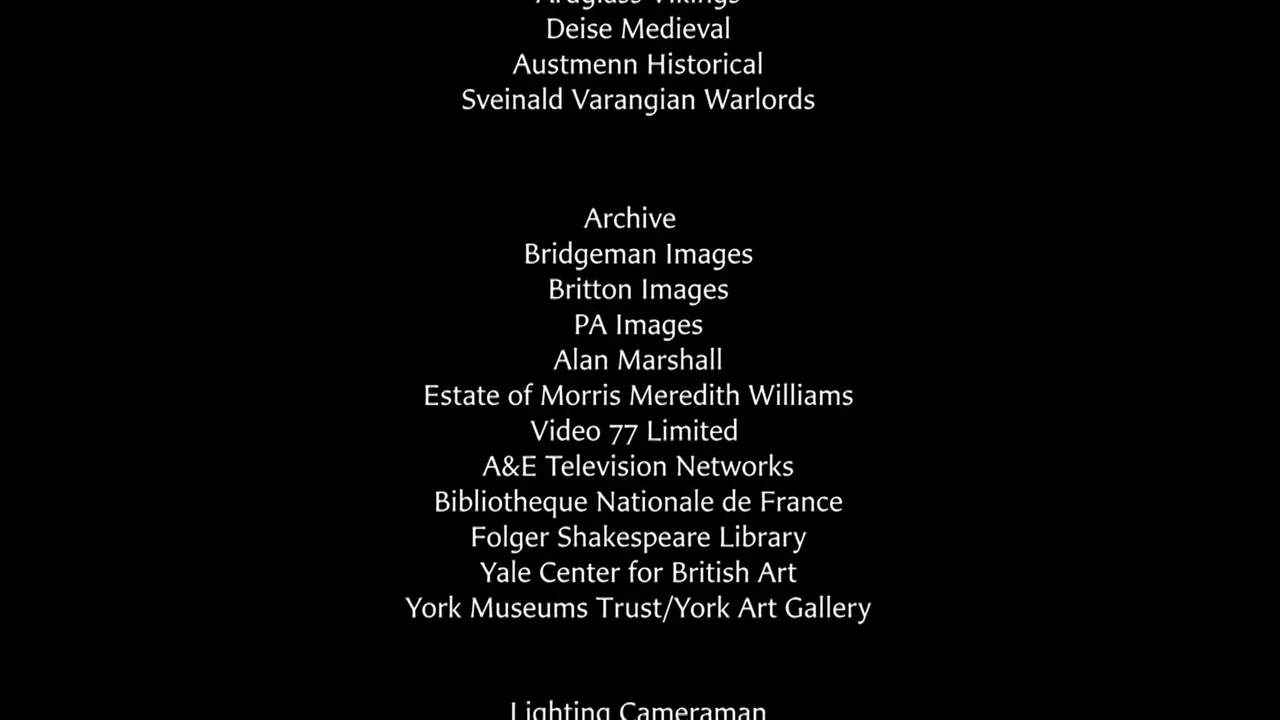 Ardglass Vikings
Deise Medieval
Austmenn Historical
Sveinald Varangian Warlords
Archive
Bridgeman Images
Britton Images
PA Images
Alan Marshall
Estate of Morris Meredith Williams
Video 77 Limited
A&E Television Networks
Bibliotheque Nationale de France
Folger Shakespeare Library
Yale Center for British Art
York Museums Trust/York Art Gallery
Lighting Cameraman